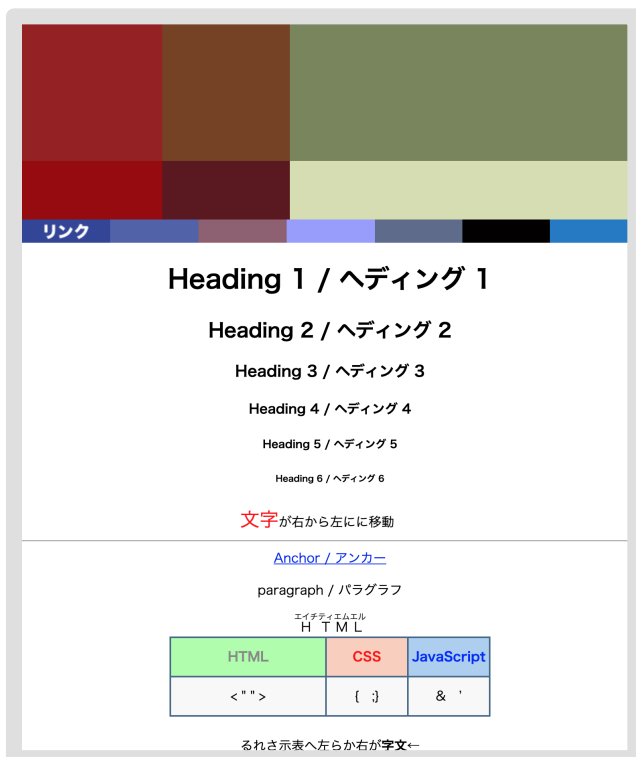 リンク
Heading 1 / ヘディング 1
Heading 2 / ヘディング 2
Heading 3 / ヘディング 3
Heading 4 / ヘディング 4
Heading 5 / ヘディング 5
Heading 6 / ヘディング 6
文字が右から左にに移動
Anchor / アンカー
paragraph / パラグラフ
エイチティエムエル
HTML
HTML CSS JavaScript
< " " > { ;} & '
るれさ示表へ左らか右が字文←